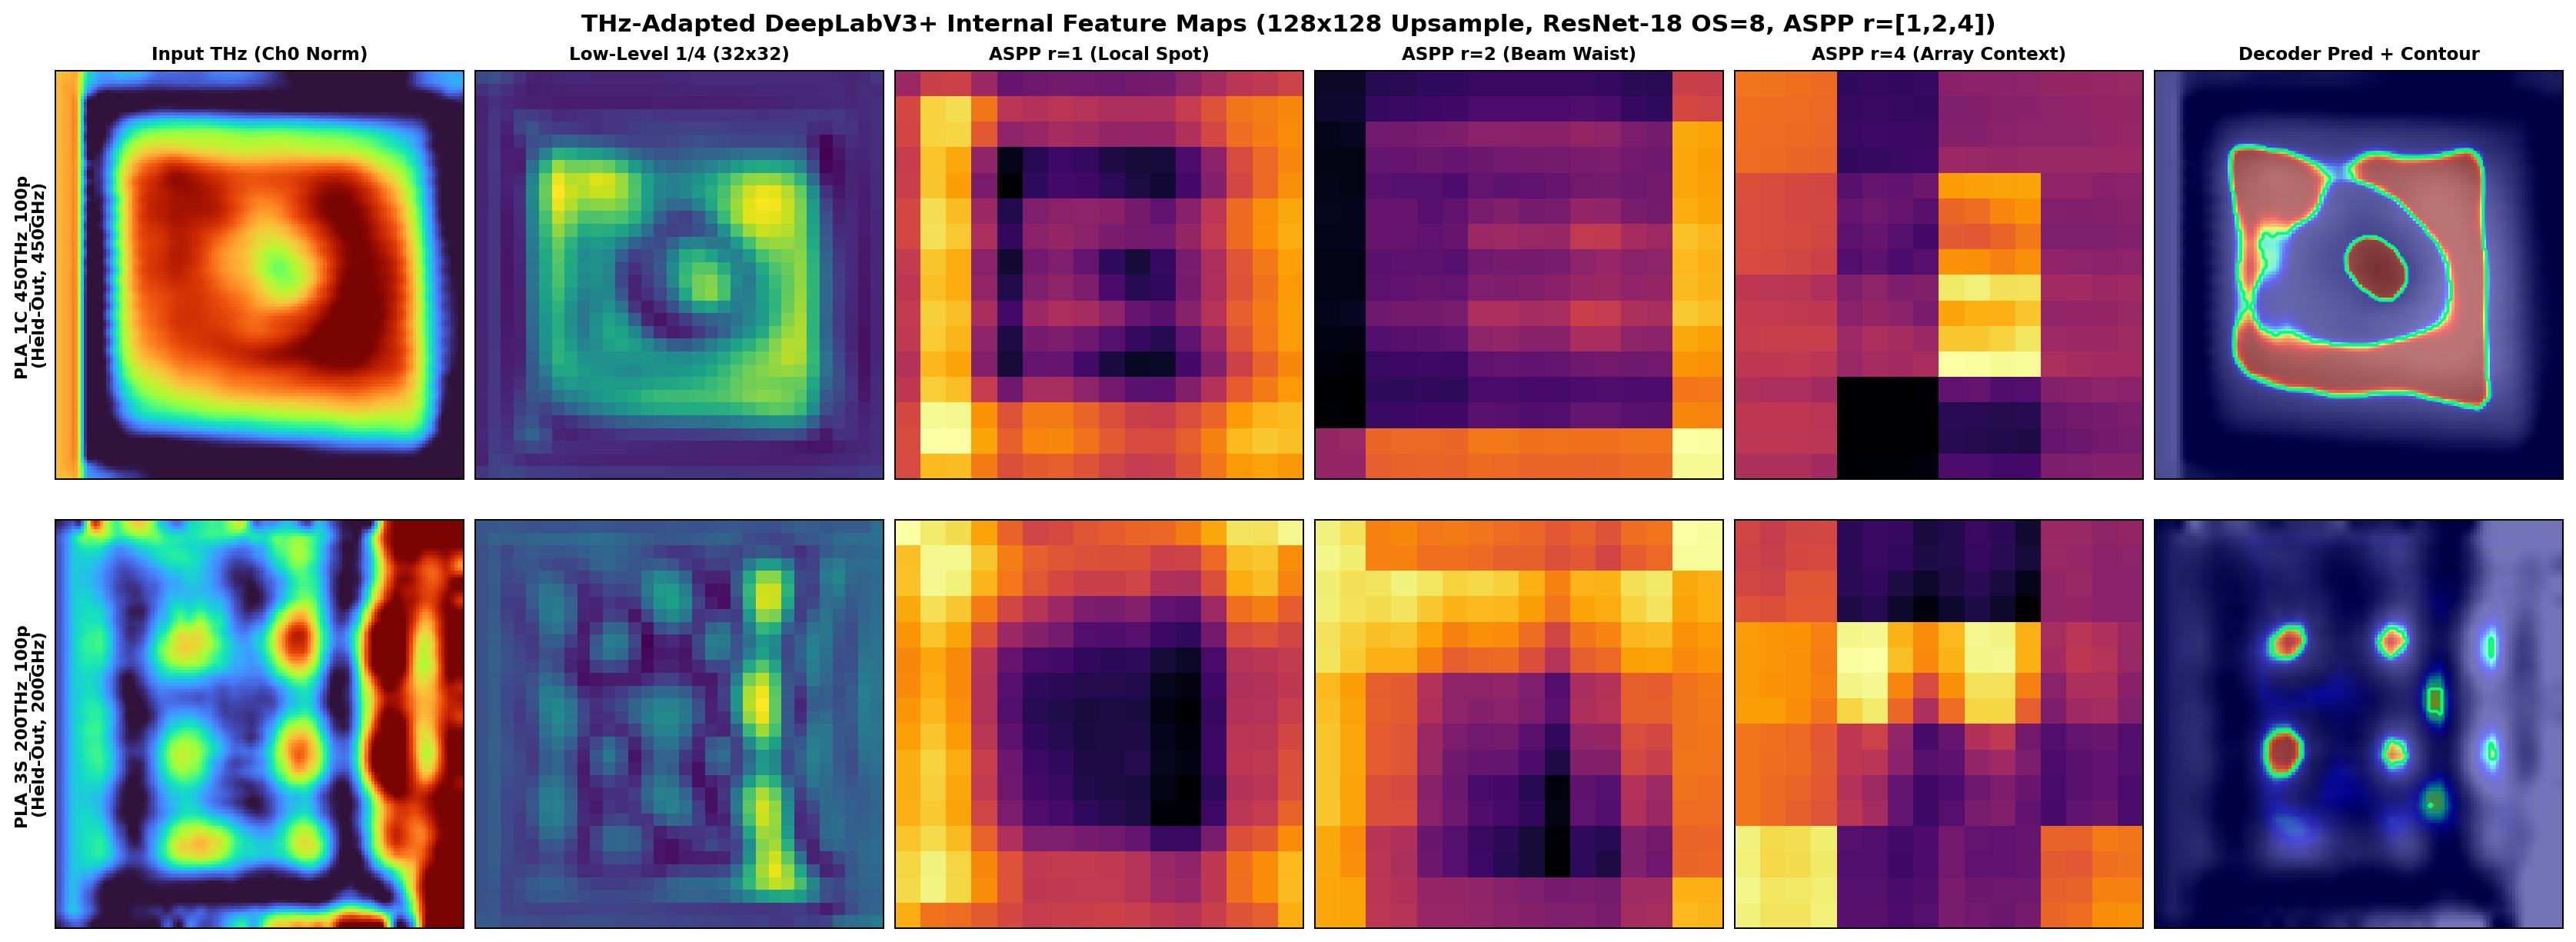 THz-Adapted DeepLabV3+ Internal Feature Maps (128x128 Upsample, ResNet-18 OS=8, ASPP r=[1,2,4])
Input THz (Ch0 Norm)
Low-Level 1/4 (32x32)
ASPP r=1 (Local Spot)
ASPP r=2 (Beam Waist)
ASPP r=4 (Array Context)
Decoder Pred + Contour
PLA_1C_450THz_100p
(Held-Out, 450GHz)
PLA_3S_200THz_100p
(Held-Out, 200GHz)